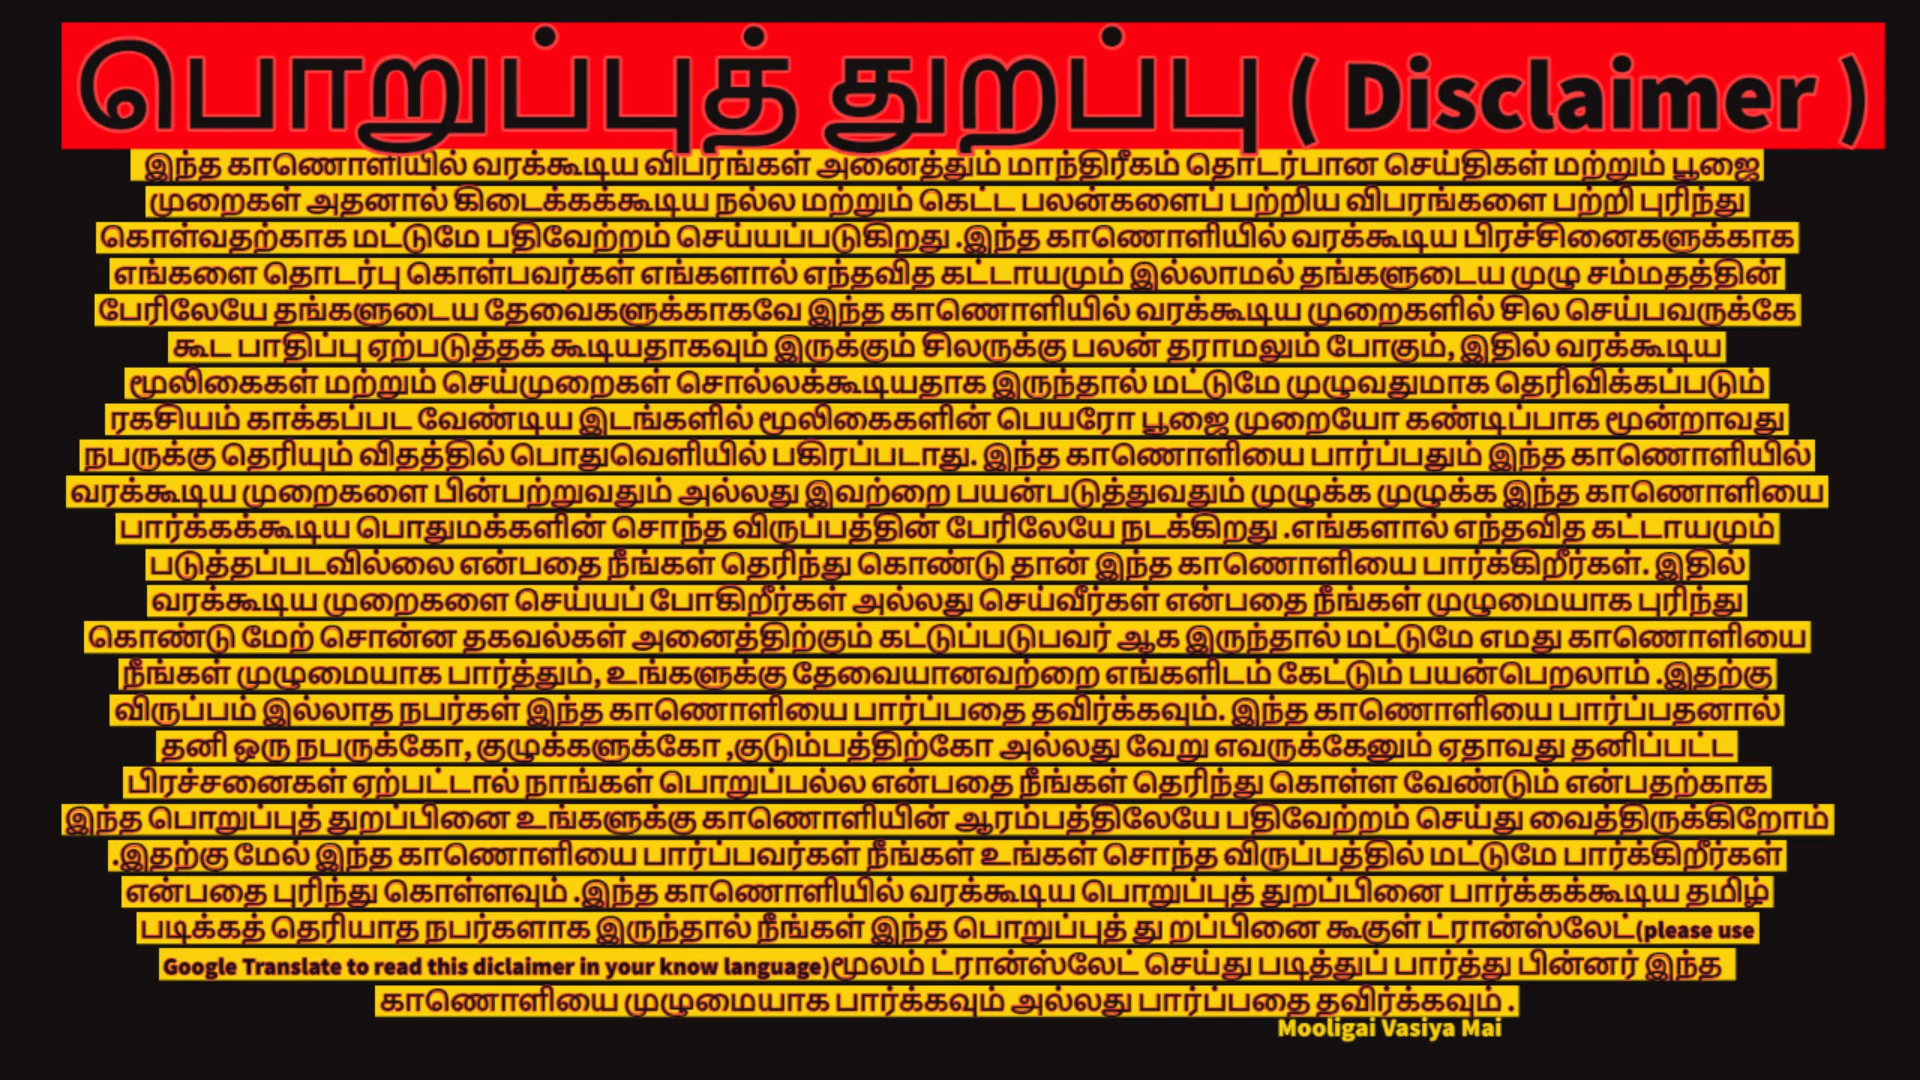 பொறுப்புத் துறப்பு ( Disclaimer )
இந்த காணொளியில் வரக்கூடிய விபரங்கள் அனைத்தும் மாந்திரீகம் தொடர்பான செய்திகள் மற்றும் பூஜை
முறைகள் அதனால் கிடைக்கக்கூடிய நல்ல மற்றும் கெட்ட பலன்களைப் பற்றிய விபரங்களை பற்றி புரிந்து
கொள்வதற்காக மட்டுமே பதிவேற்றம் செய்யப்படுகிறது .இந்த காணொளியில் வரக்கூடிய பிரச்சினைகளுக்காக
எங்களை தொடர்பு கொள்பவர்கள் எங்களால் எந்தவித கட்டாயமும் இல்லாமல் தங்களுடைய முழு சம்மதத்தின்
பேரிலேயே தங்களுடைய தேவைகளுக்காகவே இந்த காணொளியில் வரக்கூடிய முறைகளில் சில செய்பவருக்கே
கூட பாதிப்பு ஏற்படுத்தக் கூடியதாகவும் இருக்கும் சிலருக்கு பலன் தராமலும் போகும், இதில் வரக்கூடிய
மூலிகைகள் மற்றும் செய்முறைகள் சொல்லக்கூடியதாக இருந்தால் மட்டுமே முழுவதுமாக தெரிவிக்கப்படும்
ரகசியம் காக்கப்பட வேண்டிய இடங்களில் மூலிகைகளின் பெயரோ பூஜை முறையோ கண்டிப்பாக மூன்றாவது
நபருக்கு தெரியும் விதத்தில் பொதுவெளியில் பகிரப்படாது. இந்த காணொளியை பார்ப்பதும் இந்த காணொளியில்
வரக்கூடிய முறைகளை பின்பற்றுவதும் அல்லது இவற்றை பயன்படுத்துவதும் முழுக்க முழுக்க இந்த காணொளியை
பார்க்கக்கூடிய பொதுமக்களின் சொந்த விருப்பத்தின் பேரிலேயே நடக்கிறது .எங்களால் எந்தவித கட்டாயமும்
படுத்தப்படவில்லை என்பதை நீங்கள் தெரிந்து கொண்டு தான் இந்த காணொளியை பார்க்கிறீர்கள். இதில்
வரக்கூடிய முறைகளை செய்யப் போகிறீர்கள் அல்லது செய்வீர்கள் என்பதை நீங்கள் முழுமையாக புரிந்து
கொண்டு மேற் சொன்ன தகவல்கள் அனைத்திற்கும் கட்டுப்படுபவர் ஆக இருந்தால் மட்டுமே எமது காணொளியை
நீங்கள் முழுமையாக பார்த்தும், உங்களுக்கு தேவையானவற்றை எங்களிடம் கேட்டும் பயன்பெறலாம் .இதற்கு
விருப்பம் இல்லாத நபர்கள் இந்த காணொளியை பார்ப்பதை தவிர்க்கவும். இந்த காணொளியை பார்ப்பதனால்
தனி ஒரு நபருக்கோ, குழுக்களுக்கோ ,குடும்பத்திற்கோ அல்லது வேறு எவருக்கேனும் ஏதாவது தனிப்பட்ட
பிரச்சனைகள் ஏற்பட்டால் நாங்கள் பொறுப்பல்ல என்பதை நீங்கள் தெரிந்து கொள்ள வேண்டும் என்பதற்காக
இந்த பொறுப்புத் துறப்பினை உங்களுக்கு காணொளியின் ஆரம்பத்திலேயே பதிவேற்றம் செய்து வைத்திருக்கிறோம்
.இதற்கு மேல் இந்த காணொளியை பார்ப்பவர்கள் நீங்கள் உங்கள் சொந்த விருப்பத்தில் மட்டுமே பார்க்கிறீர்கள்
என்பதை புரிந்து கொள்ளவும் .இந்த காணொளியில் வரக்கூடிய பொறுப்புத் துறப்பினை பார்க்கக்கூடிய தமிழ்
படிக்கத் தெரியாத நபர்களாக இருந்தால் நீங்கள் இந்த பொறுப்புத் து றப்பினை கூகுள் ட்ரான்ஸ்லேட்(please use
Google Translate to read this diclaimer in your know language)மூலம் ட்ரான்ஸ்லேட் செய்து படித்துப் பார்த்து பின்னர் இந்த
காணொளியை முழுமையாக பார்க்கவும் அல்லது பார்ப்பதை தவிர்க்கவும் .
Mooligai Vasiya Mai